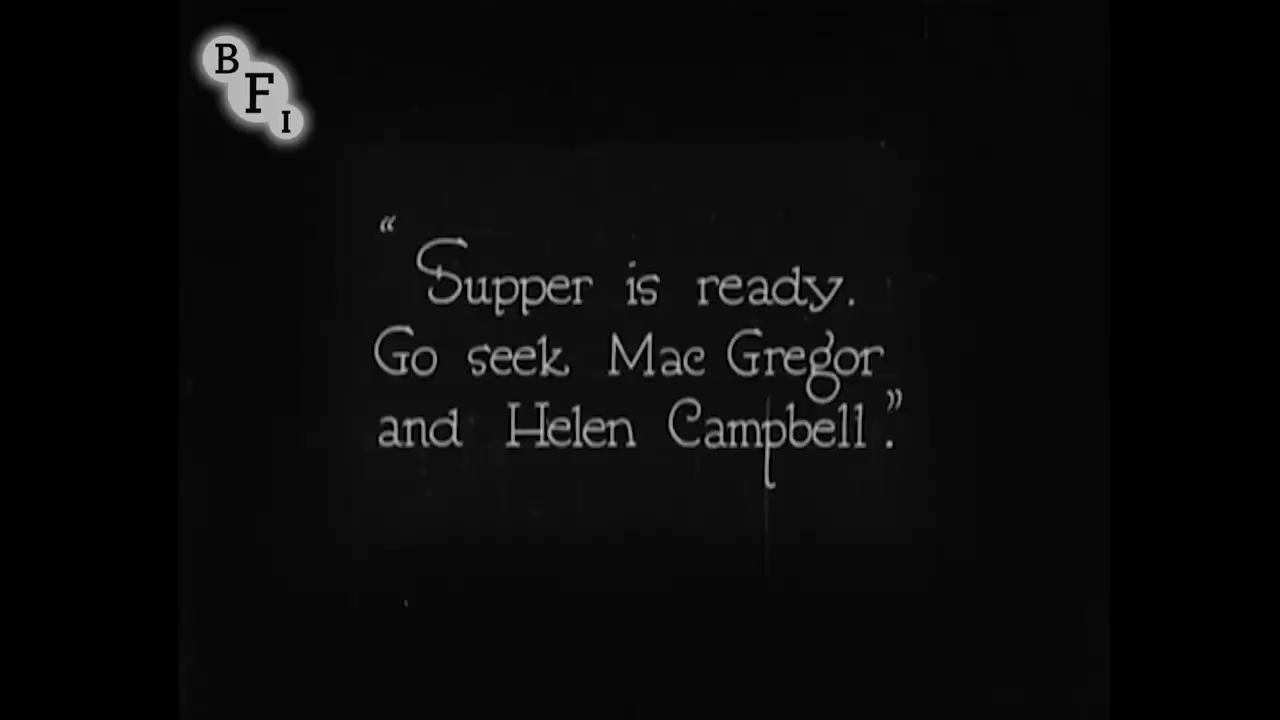 BFI
“Supper is ready.
Go seek Mac Gregor
and Helen Campbell.”